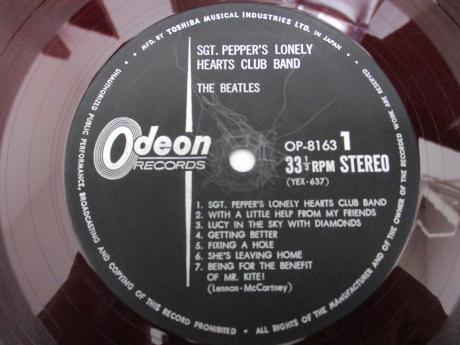 MFD. BY TOSHIBA MUSICAL INDUSTRIES LTD. IN JAPAN
SGT. PEPPER'S LONELY
HEARTS CLUB BAND
THE BEATLES
Odeon
RECORDS
OP-8163 1
33 1/3 RPM STEREO
(YEX-637)
1. SGT. PEPPER'S LONELY HEARTS CLUB BAND
2. WITH A LITTLE HELP FROM MY FRIENDS
3. LUCY IN THE SKY WITH DIAMONDS
4. GETTING BETTER
5. FIXING A HOLE
6. SHE'S LEAVING HOME
7. BEING FOR THE BENEFIT
OF MR. KITE!
(Lennon-McCartney)
UNAUTHORIZED PUBLIC PERFORMANCE, BROADCASTING AND COPYING OF THIS RECORD PROHIBITED • ALL RIGHTS OF THE MANUFACTURER AND OF THE OWNER OF THE RECORDED WORK ARE RESERVED